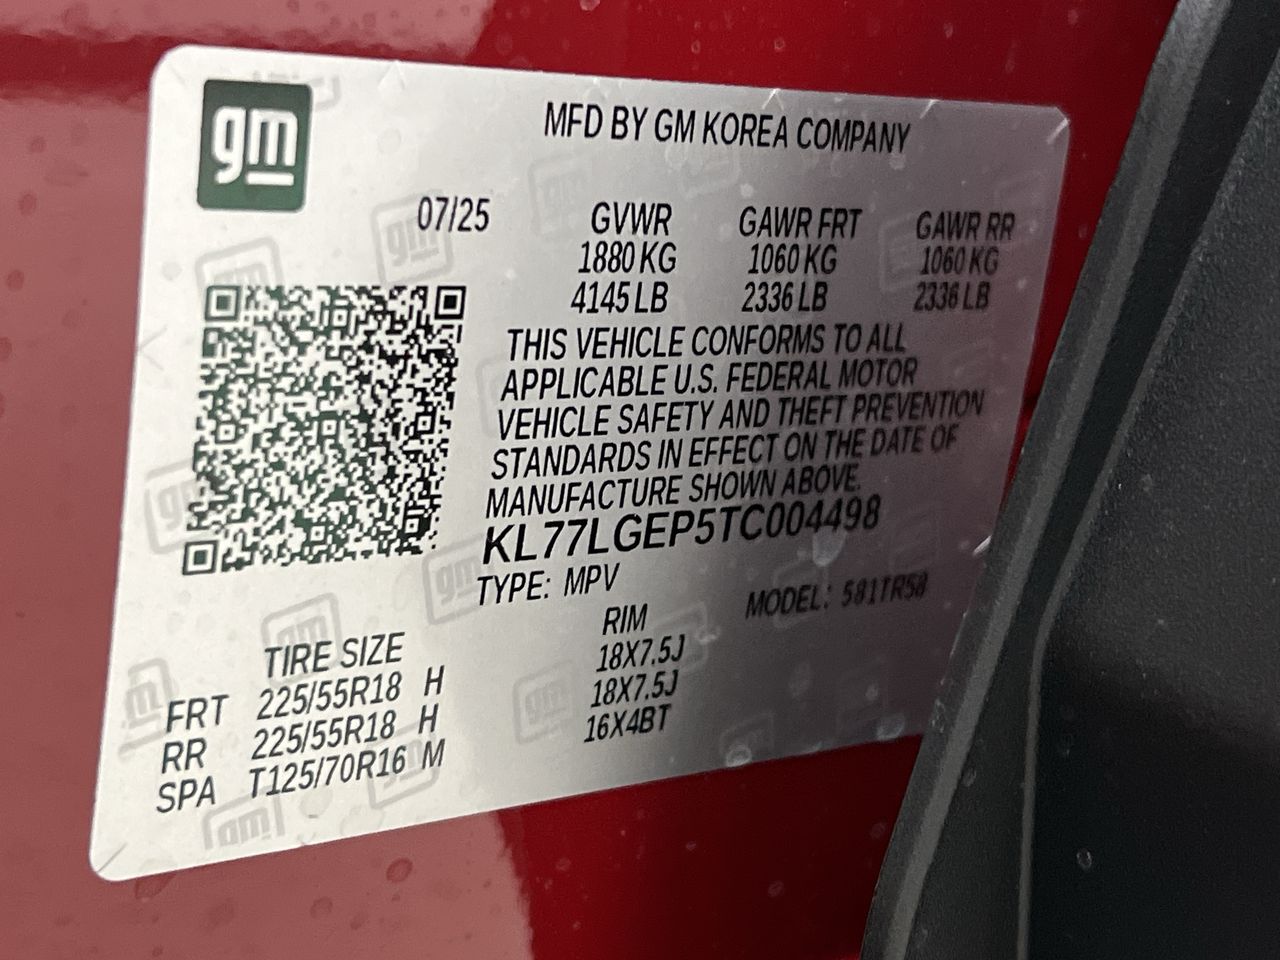 gm
MFD BY GM KOREA COMPANY
07/25 GVWR GAWR FRT GAWR RR
1880 KG 1060 KG 1060 KG
4145 LB 2336 LB 2336 LB
THIS VEHICLE CONFORMS TO ALL
APPLICABLE U.S. FEDERAL MOTOR
VEHICLE SAFETY AND THEFT PREVENTION
STANDARDS IN EFFECT ON THE DATE OF
MANUFACTURE SHOWN ABOVE.
KL77LGEP5TC004498
TYPE: MPV MODEL: 581TR58
TIRE SIZE RIM
FRT 225/55R18 H 18X7.5J
RR 225/55R18 H 18X7.5J
SPA T125/70R16 M 16X4BT